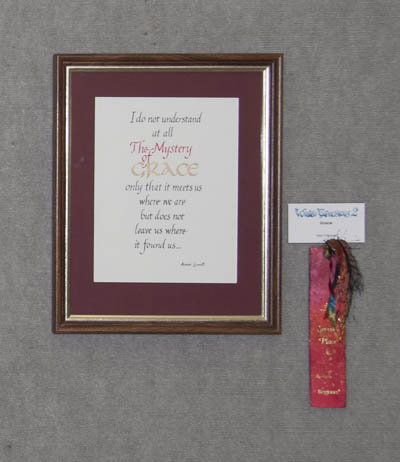 I do not understand
at all
The Mystery
of
GRACE
only that it meets us
where we are
but does not
leave us where
it found us...
Place